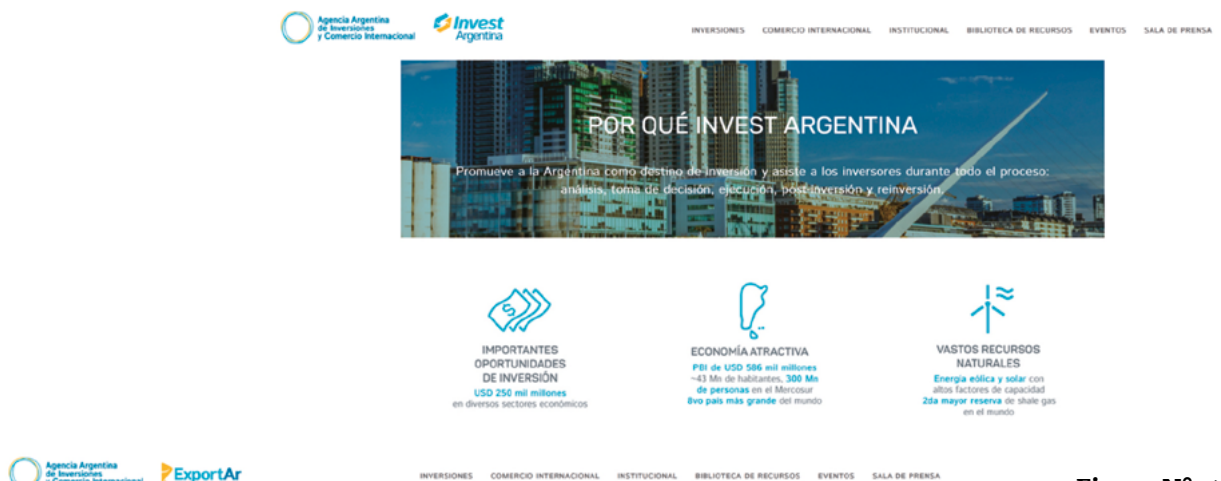 Agencia Argentina
de Inversiones
y Comercio Internacional
Invest
Argentina
INVERSIONES COMERCIO INTERNACIONAL INSTITUCIONAL BIBLIOTECA DE RECURSOS EVENTOS SALA DE PRENSA
POR QUÉ INVEST ARGENTINA
Promueve a la Argentina como destino de inversión y asiste a los inversores durante todo el proceso:
análisis, toma de decisión, ejecución, post-inversión y reinversión.
IMPORTANTES
OPORTUNIDADES
DE INVERSIÓN
USD 250 mil millones
en diversos sectores económicos
ECONOMÍA ATRACTIVA
PBI de USD 586 mil millones
~43 Mn de habitantes, 300 Mn
de personas en el Mercosur
8vo país más grande del mundo
VASTOS RECURSOS
NATURALES
Energía eólica y solar con
altos factores de capacidad
2da mayor reserva de shale gas
en el mundo
Agencia Argentina
de Inversiones
y Comercio Internacional
ExportAr
INVERSIONES COMERCIO INTERNACIONAL INSTITUCIONAL BIBLIOTECA DE RECURSOS EVENTOS SALA DE PRENSA